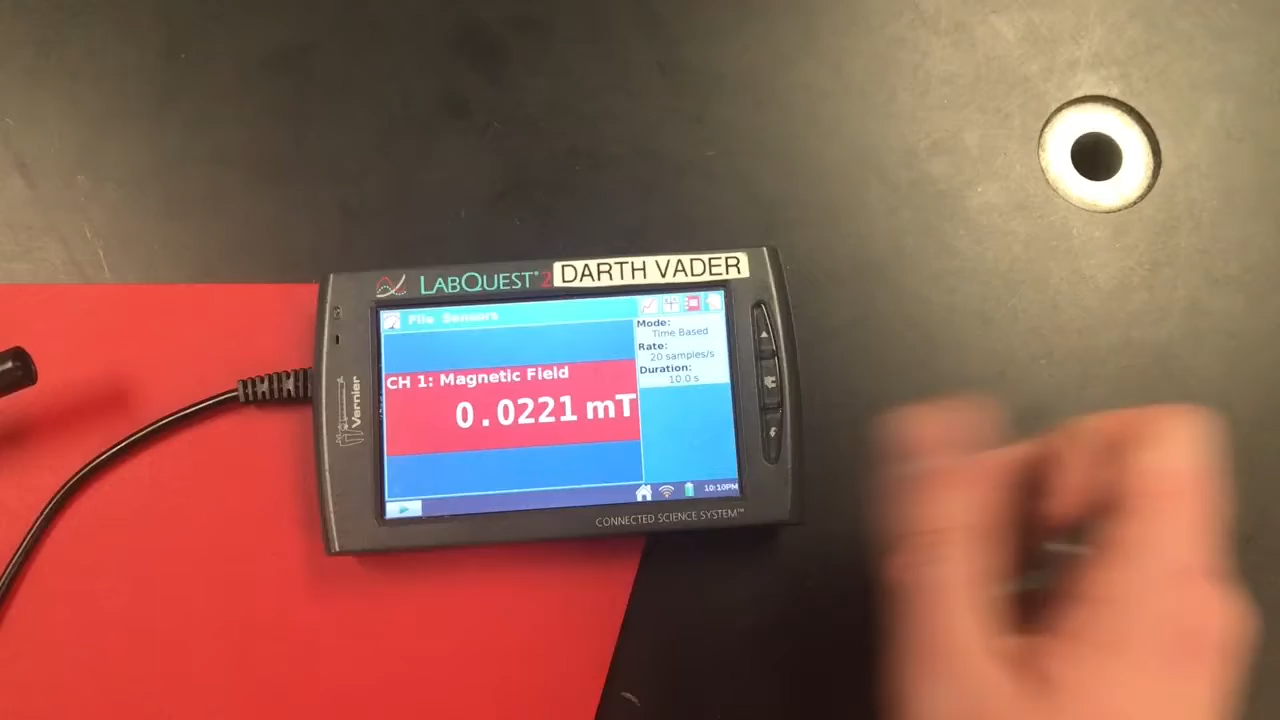 LABQUEST® 2 DARTH VADER
File Sensors
Mode:
Time Based
Rate:
20 samples/s
Duration:
10.0 s
CH 1: Magnetic Field
0.0221 mT
10:10PM
Vernier
CONNECTED SCIENCE SYSTEM™